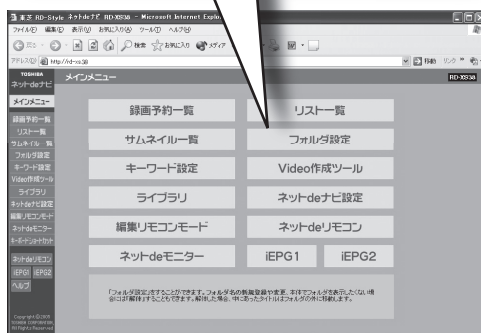 東芝 RD-Style ネットdeナビ RD-XS38 - Microsoft Internet Explo
ファイル(F) 編集(E) 表示(V) お気に入り(A) ツール(T) ヘルプ(H)
戻る 検索 お気に入り メディア
アドレス(D) http://rd-xs38 移動 リンク
TOSHIBA
ネットdeナビ
メインメニュー
RD-XS38
メインメニュー
録画予約一覧
リスト一覧
サムネイル一覧
フォルダ設定
キーワード設定
Video作成ツール
ライブラリ
ネットdeナビ設定
編集リモコンモード
ネットdeモニター
キーボードショートカット
ネットdeリモコン
iEPG1 iEPG2
ヘルプ
録画予約一覧 リスト一覧
サムネイル一覧 フォルダ設定
キーワード設定 Video作成ツール
ライブラリ ネットdeナビ設定
編集リモコンモード ネットdeリモコン
ネットdeモニター iEPG1 iEPG2
「フォルダ設定」をすることができます。フォルダ名の新規登録や変更、本体でフォルダを表示したくない場
合には「解体」することもできます。解体した場合、中にあったタイトルはフォルダの外に移動します。
Copyright ©2005
TOSHIBA CORPORATION,
All Rights Reserved